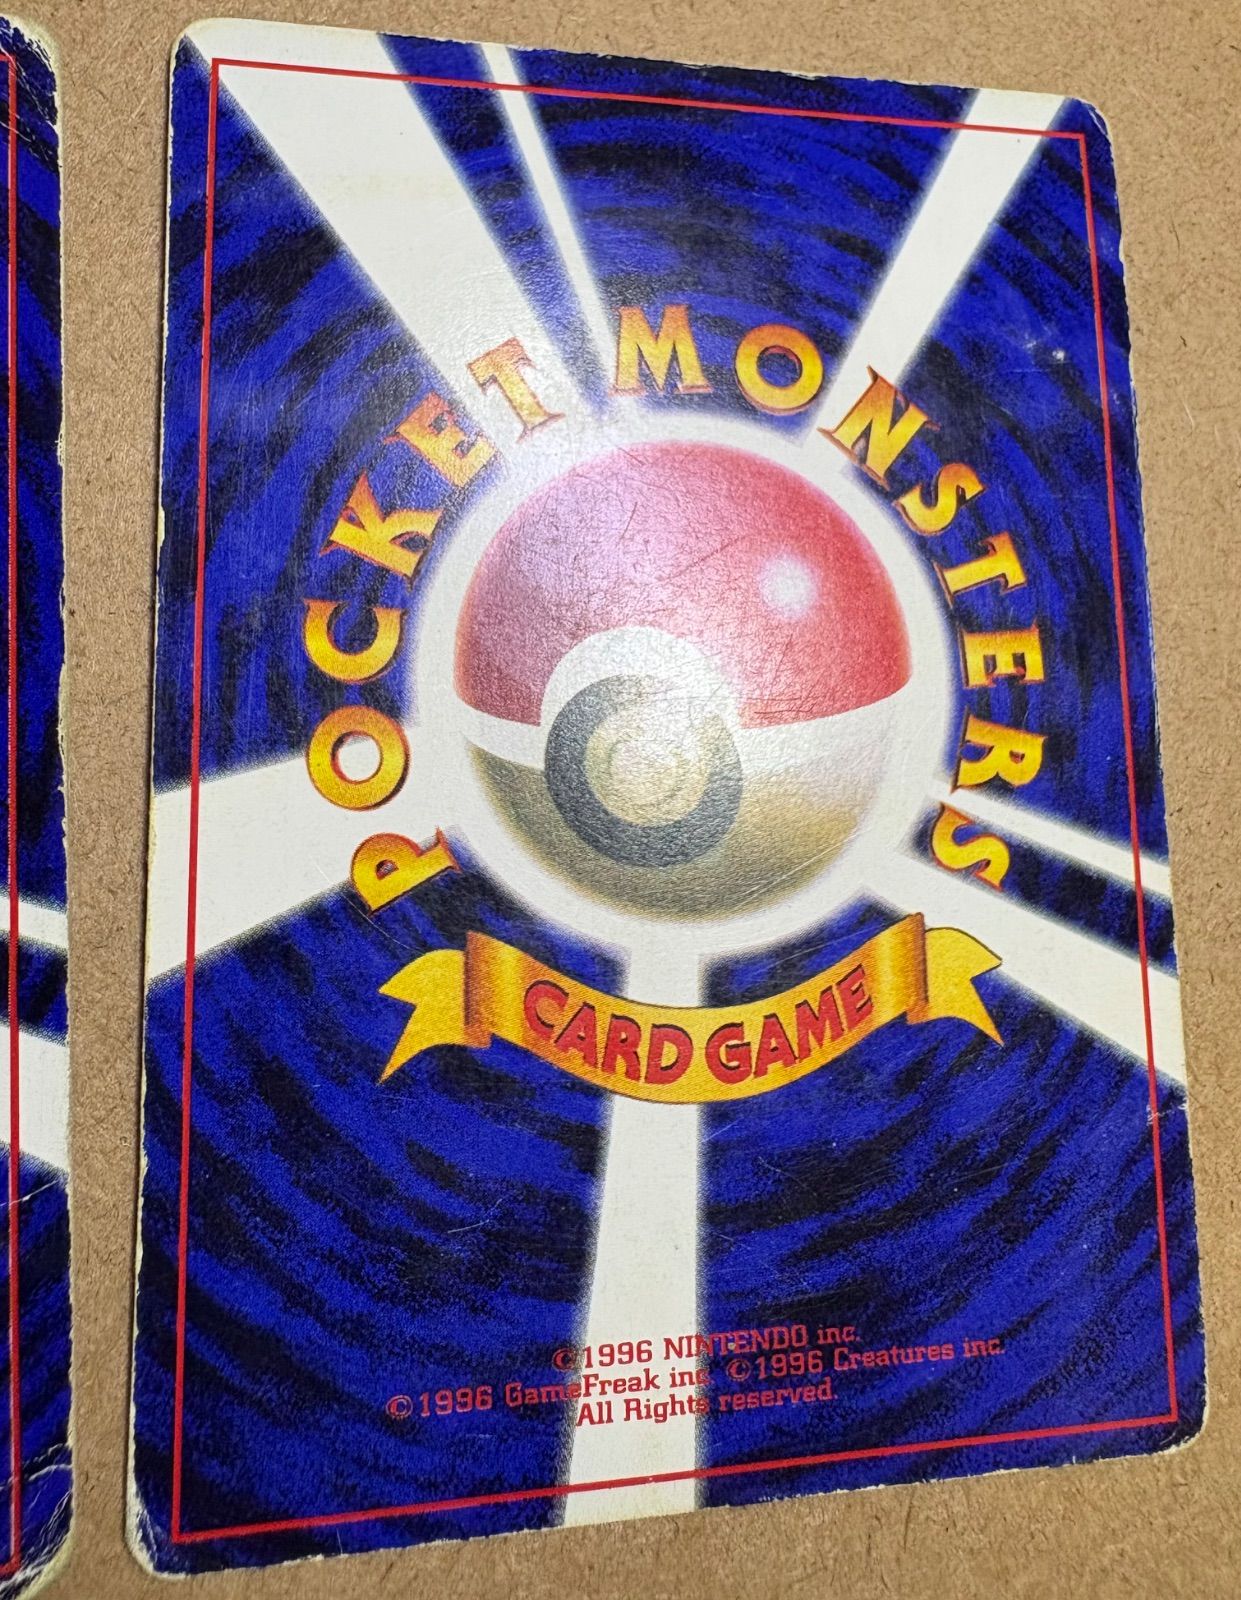 POCKET MONSTERS
CARD GAME
©1996 NINTENDO inc.
©1996 GameFreak inc. ©1996 Creatures inc.
All Rights reserved.